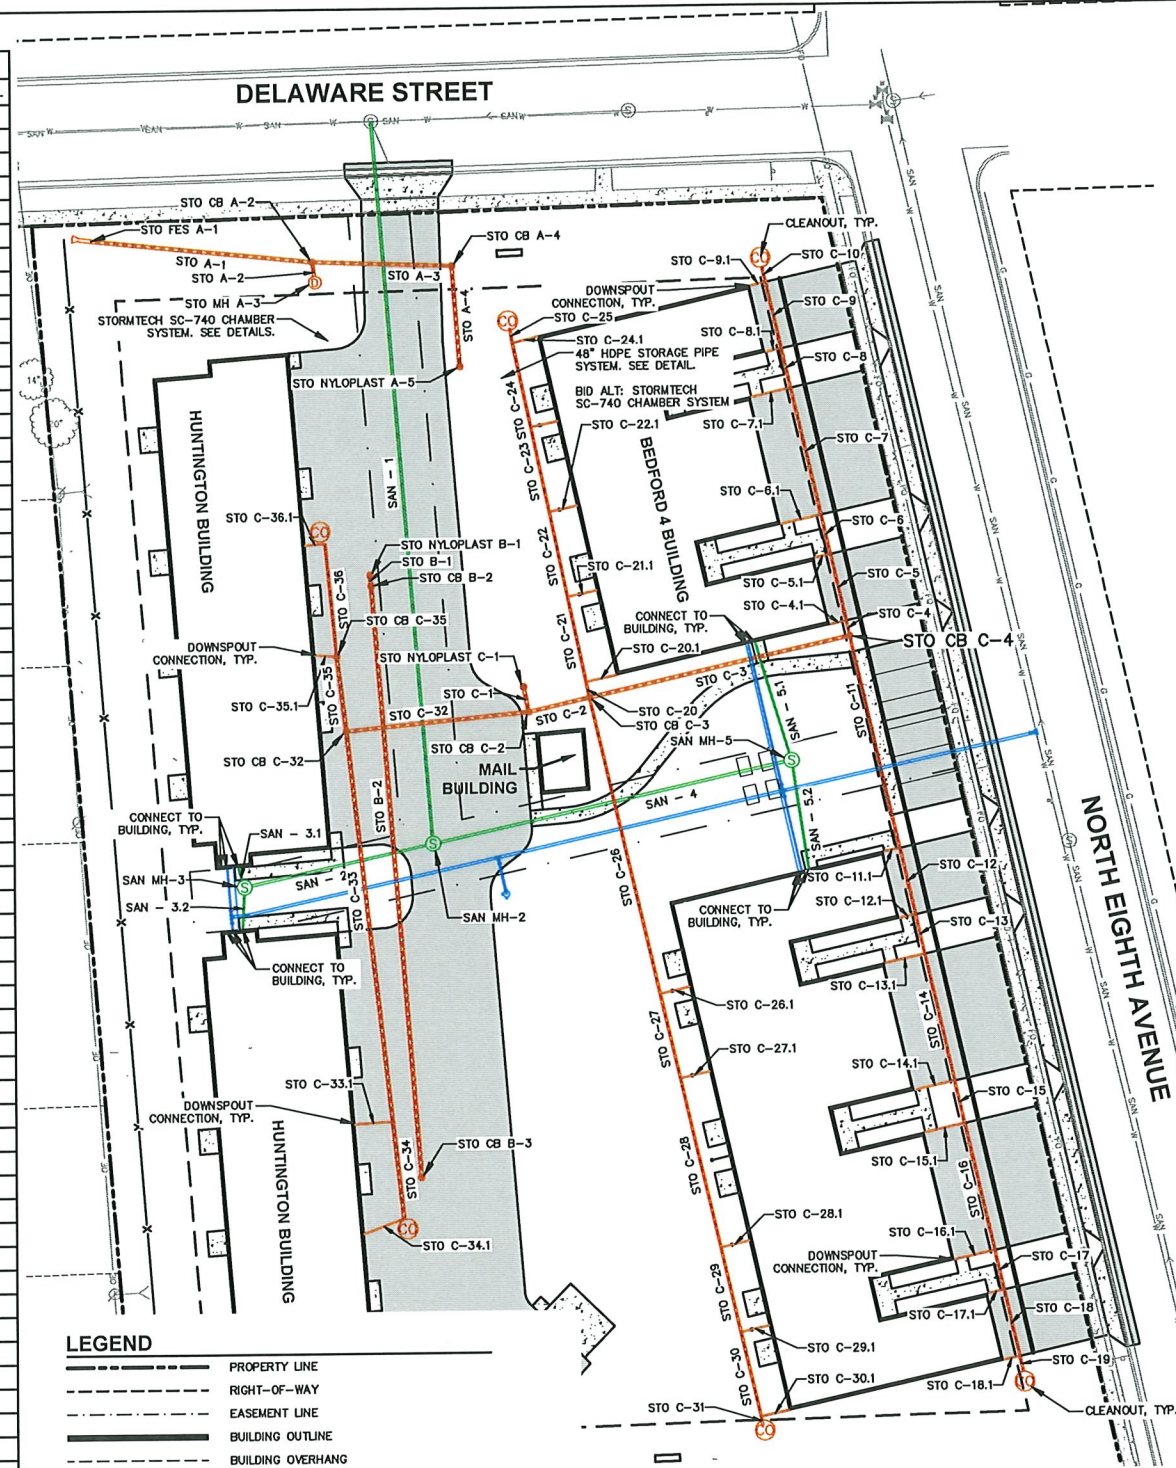 DELAWARE STREET
STO CB A-2
STO FES A-1
STO A-1
STO A-2
STO MH A-3
STO A-3
STO CB A-4
STO A-4
STORMTECH SC-740 CHAMBER
SYSTEM. SEE DETAILS.
STO NYLOPLAST A-5
CLEANOUT, TYP.
STO C-9.1
STO C-10
DOWNSPOUT
CONNECTION, TYP.
STO C-9
STO C-25
STO C-24.1
48" HDPE STORAGE PIPE
SYSTEM. SEE DETAIL.
BID ALT: STORMTECH
SC-740 CHAMBER SYSTEM
STO C-8.1
STO C-8
STO C-7.1
STO C-7
STO C-24
STO C-23
STO C-22.1
STO C-22
STO C-21.1
STO C-21
STO C-20.1
BEDFORD 4 BUILDING
STO C-6.1
STO C-6
STO C-5.1
STO C-5
STO C-4.1
STO C-4
STO CB C-4
CONNECT TO
BUILDING, TYP.
STO C-3
STO C-20
STO CB C-3
14"
20"
HUNTINGTON BUILDING
SAN - 1
STO C-36.1
CO
STO C-36
STO NYLOPLAST B-1
STO B-1
STO CB B-2
STO CB C-35
DOWNSPOUT
CONNECTION, TYP.
STO C-35
STO C-35.1
STO NYLOPLAST C-1
STO C-1
STO C-2
STO C-32
STO CB C-2
STO CB C-32
STO B-2
MAIL
BUILDING
SAN MH-5
SAN - 5.1
SAN - 5.2
SAN - 4
STO C-11
CONNECT TO
BUILDING, TYP.
SAN - 3.1
SAN MH-3
SAN - 3.2
SAN - 2
STO C-33
SAN MH-2
CONNECT TO
BUILDING, TYP.
STO C-26
CONNECT TO
BUILDING, TYP.
STO C-11.1
STO C-12
STO C-12.1
STO C-13
STO C-13.1
STO C-14
STO C-14.1
STO C-15
STO C-15.1
STO C-16
STO C-16.1
STO C-17
DOWNSPOUT
CONNECTION, TYP.
STO C-17.1
STO C-18
STO C-18.1
STO C-19
CO
CLEANOUT, TYP.
NORTH EIGHTH AVENUE
STO C-26.1
STO C-27
STO C-27.1
STO C-28
STO C-28.1
STO C-29
STO C-29.1
STO C-30
STO C-30.1
STO C-31
CO
STO C-33.1
DOWNSPOUT
CONNECTION, TYP.
STO C-34
STO CB B-3
CO
STO C-34.1
HUNTINGTON BUILDING
LEGEND
PROPERTY LINE
RIGHT-OF-WAY
EASEMENT LINE
BUILDING OUTLINE
BUILDING OVERHANG